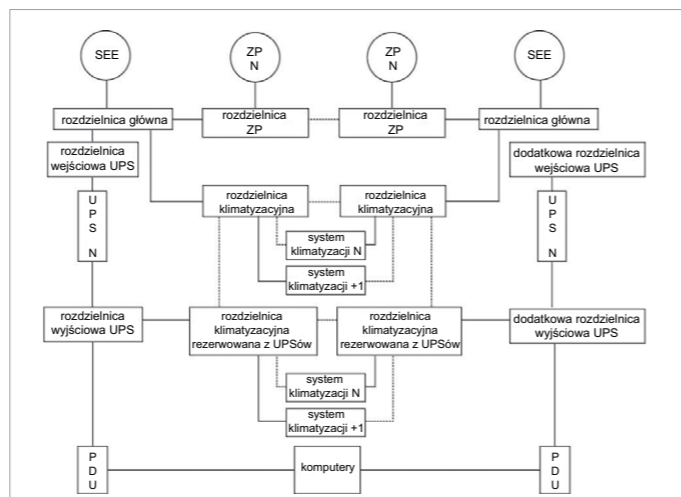 SEE
ZP
N
ZP
N
SEE
rozdzielnica główna
rozdzielnica
ZP
rozdzielnica
ZP
rozdzielnica główna
rozdzielnica
wejściowa UPS
dodatkowa rozdzielnica
wejściowa UPS
U
P
S
N
rozdzielnica
klimatyzacyjna
rozdzielnica
klimatyzacyjna
U
P
S
N
system
klimatyzacji N
system
klimatyzacji +1
rozdzielnica
wyjściowa UPS
rozdzielnica
klimatyzacyjna
rezerwowana z UPSów
rozdzielnica
klimatyzacyjna
rezerwowana z UPSów
dodatkowa rozdzielnica
wyjściowa UPS
system
klimatyzacji N
system
klimatyzacji +1
P
D
U
komputery
P
D
U